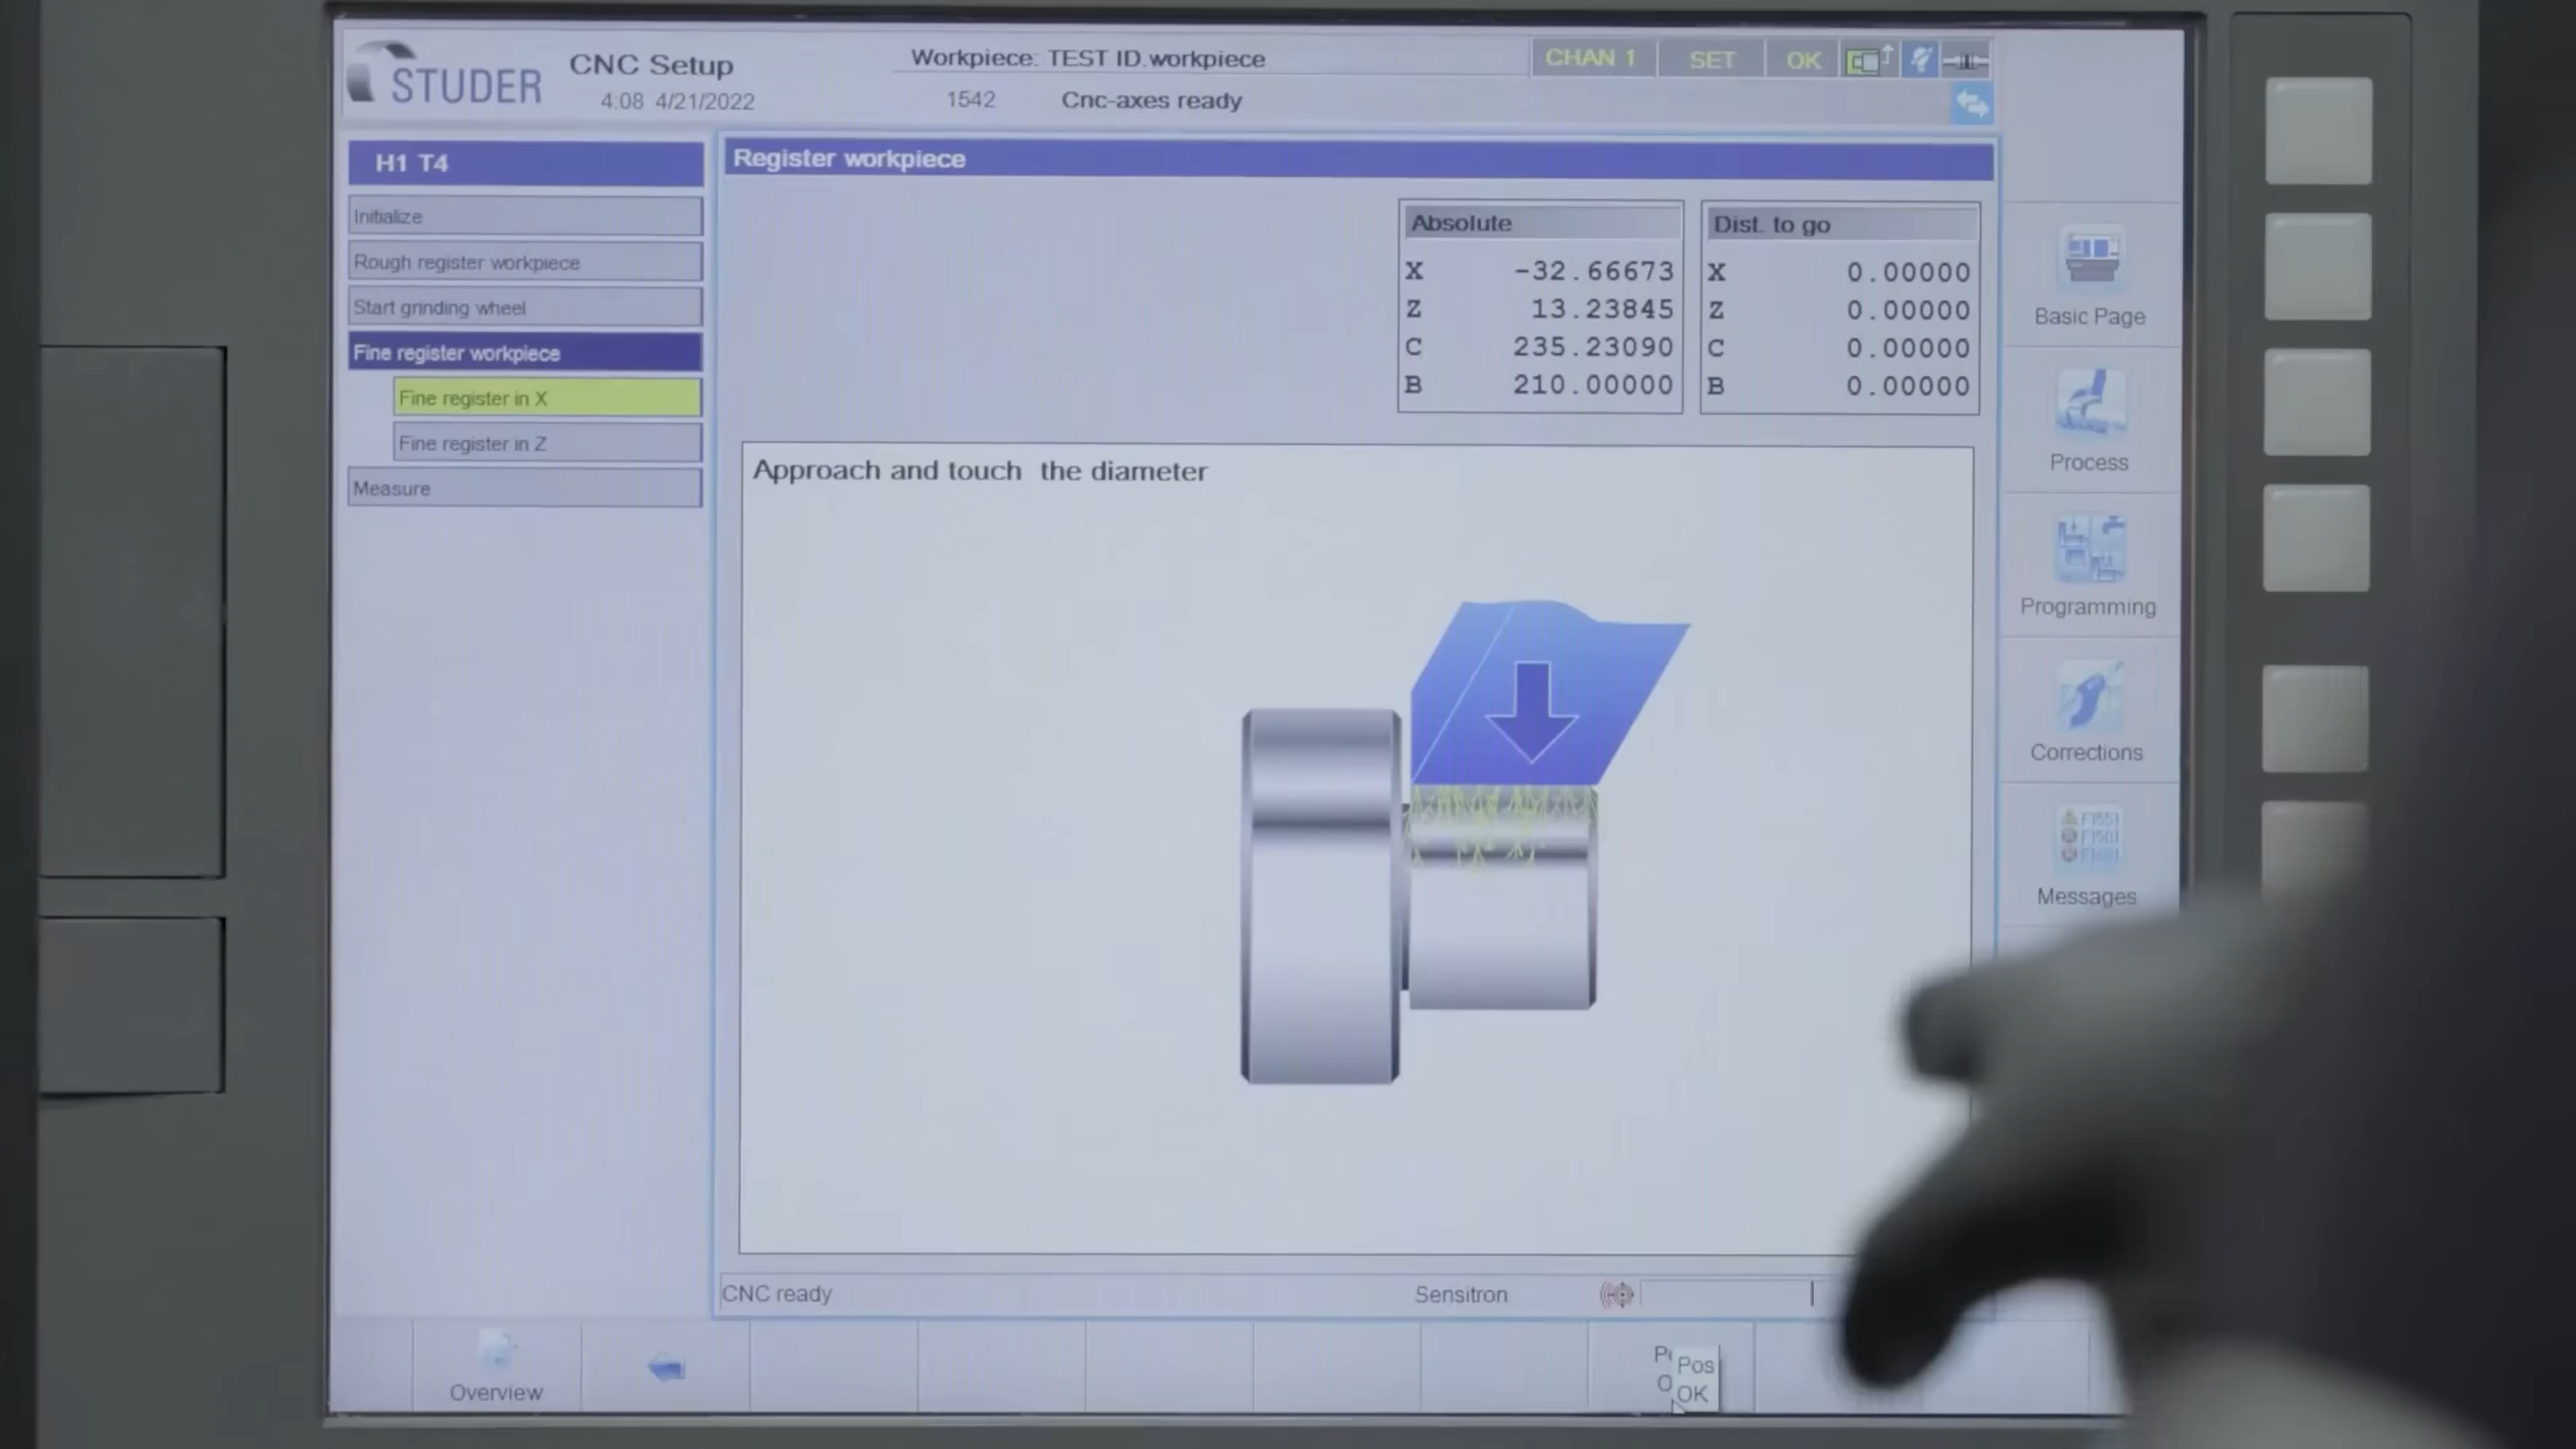 STUDER
CNC Setup
4:08 4/21/2022
Workpiece: TEST ID.workpiece
1542 Cnc-axes ready
CHAN 1 SET OK
H1 T4
Initialize
Rough register workpiece
Start grinding wheel
Fine register workpiece
Fine register in X
Fine register in Z
Measure
Register workpiece
Absolute
X -32.66673
Z 13.23845
C 235.23090
B 210.00000
Dist. to go
X 0.00000
Z 0.00000
C 0.00000
B 0.00000
Approach and touch the diameter
Basic Page
Process
Programming
Corrections
F1551
F1501
Messages
CNC ready
Sensitron
Overview
Pos
OK